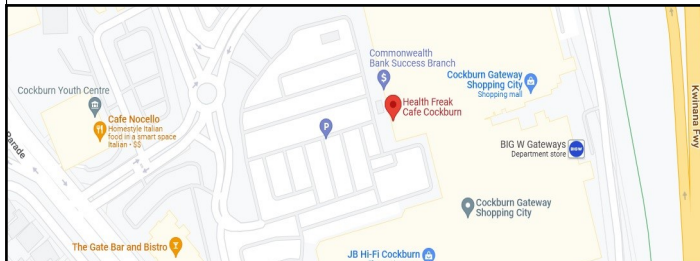 Commonwealth
Bank Success Branch
$
Cockburn Gateway
Shopping City
Shopping mall
Cockburn Youth Centre
Health Freak
Cafe Cockburn
Kwinana Fwy
Cafe Nocello
Homestyle Italian
food in a smart space
Italian • $$
P
Parade
BIG W Gateways
Department store
BIG W
Cockburn Gateway
Shopping City
The Gate Bar and Bistro
JB Hi-Fi Cockburn